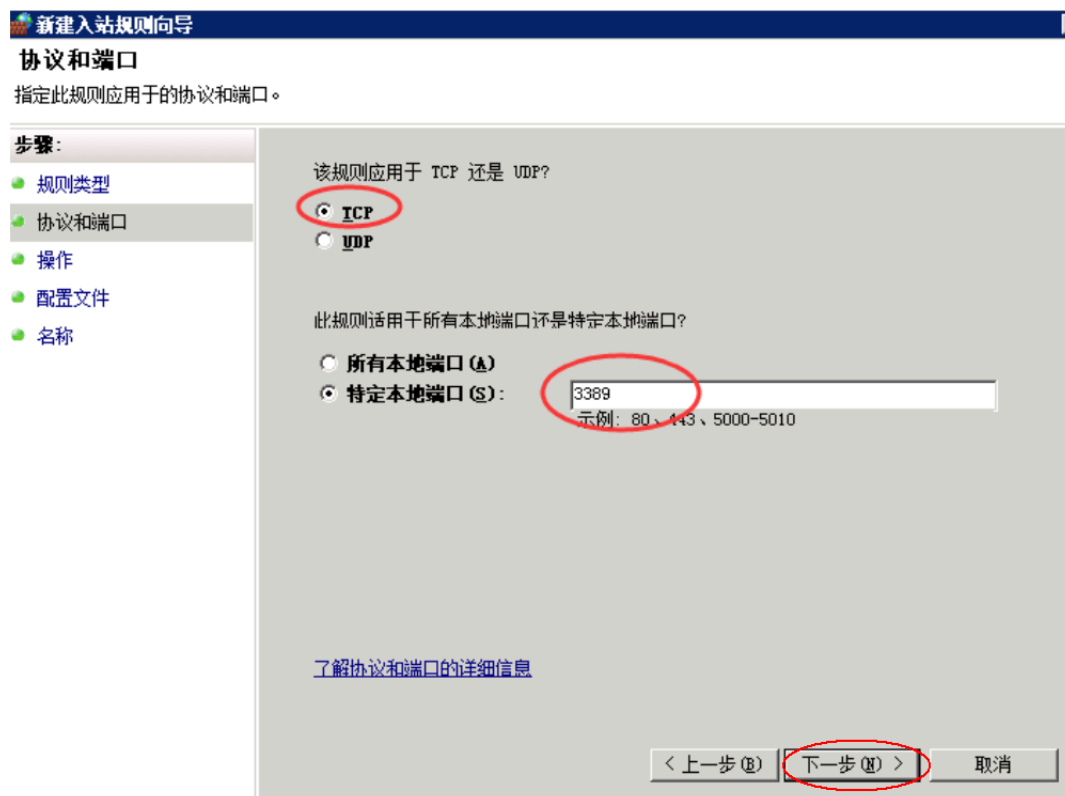 新建入站规则向导
协议和端口
指定此规则应用于的协议和端口。
步骤:
规则类型
协议和端口
操作
配置文件
名称
该规则应用于 TCP 还是 UDP?
TCP
UDP
此规则适用于所有本地端口还是特定本地端口?
所有本地端口(A)
特定本地端口(S): 3389
示例: 80、443、5000-5010
了解协议和端口的详细信息
< 上一步(B) 下一步(N) > 取消